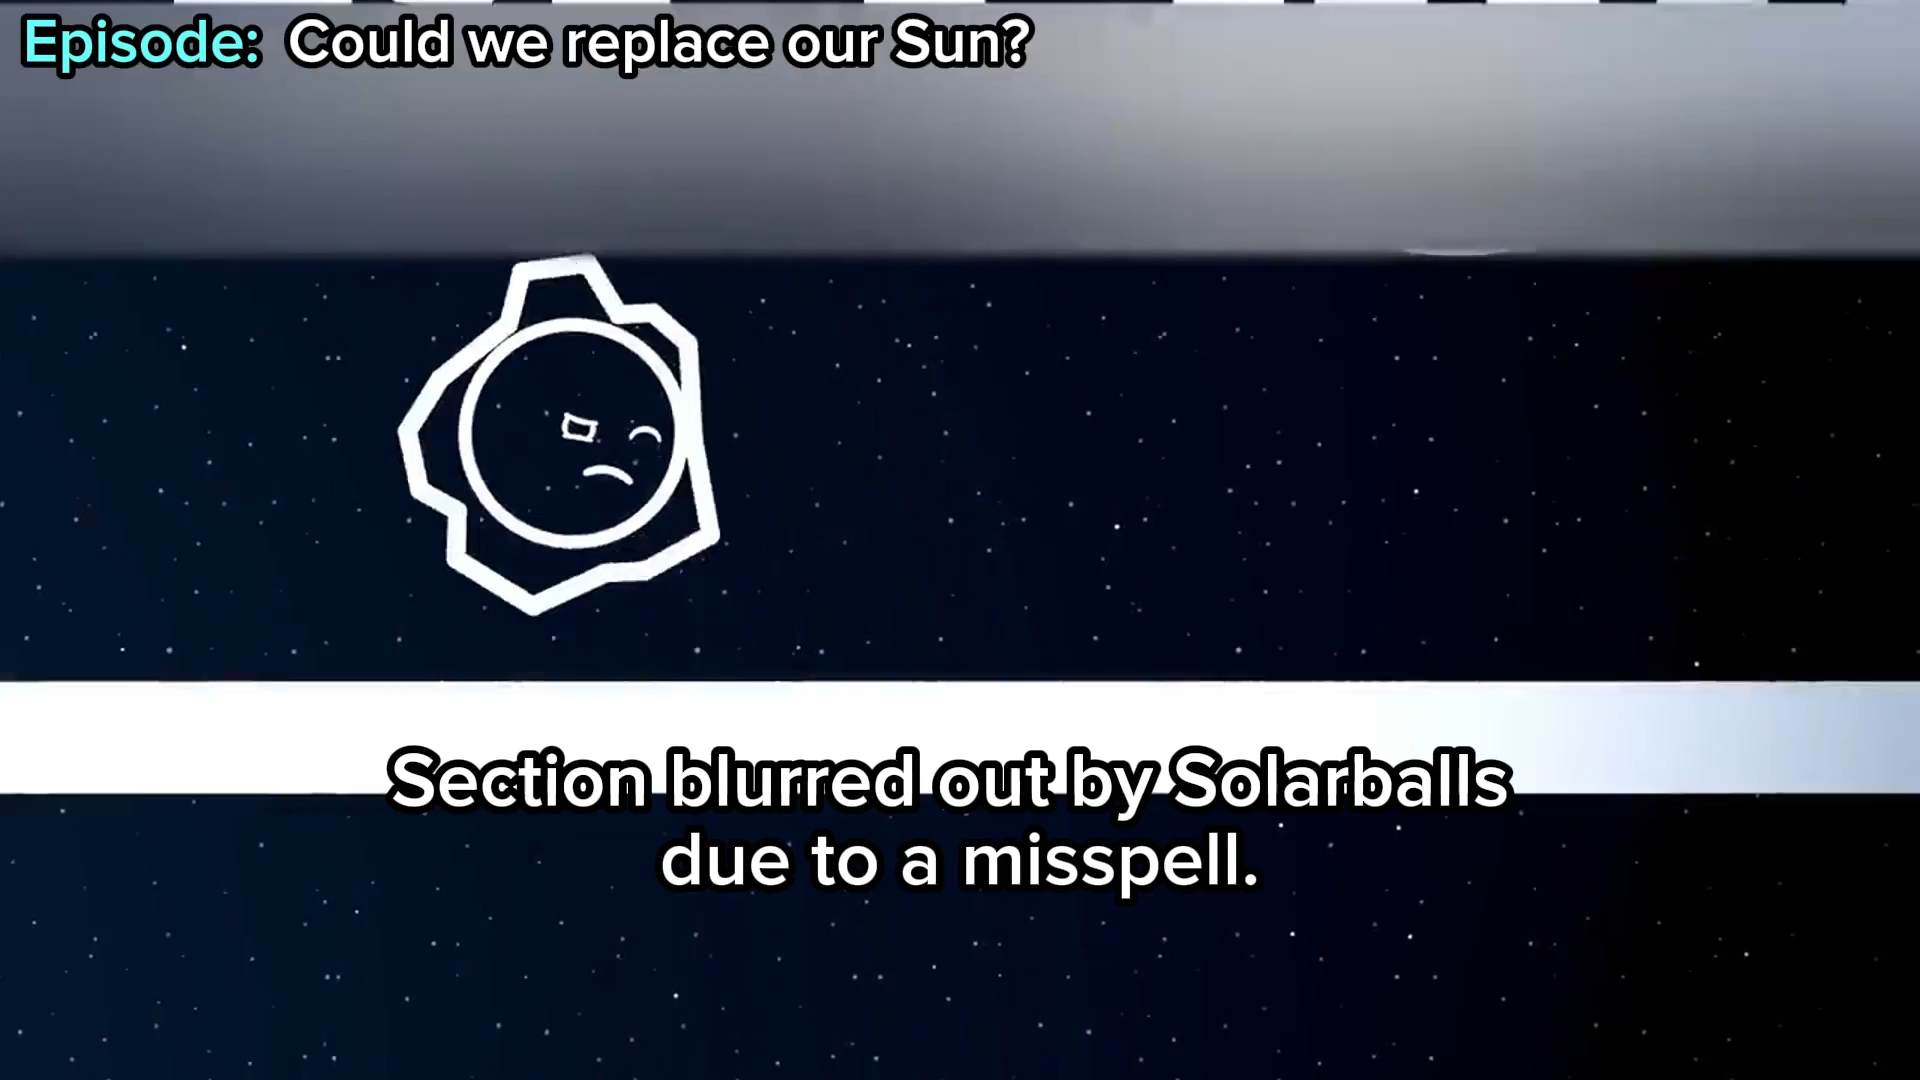 Episode: Could we replace our Sun?
Section blurred out by Solarballs
due to a misspell.